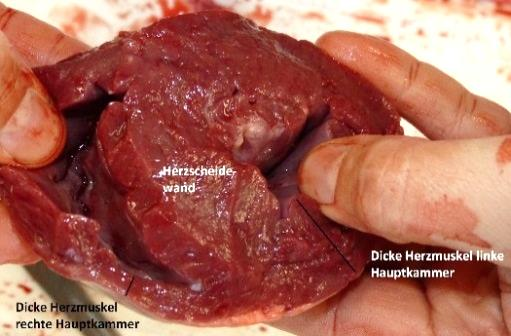 Herzscheide-
wand
Dicke Herzmuskel linke
Hauptkammer
Dicke Herzmuskel
rechte Hauptkammer